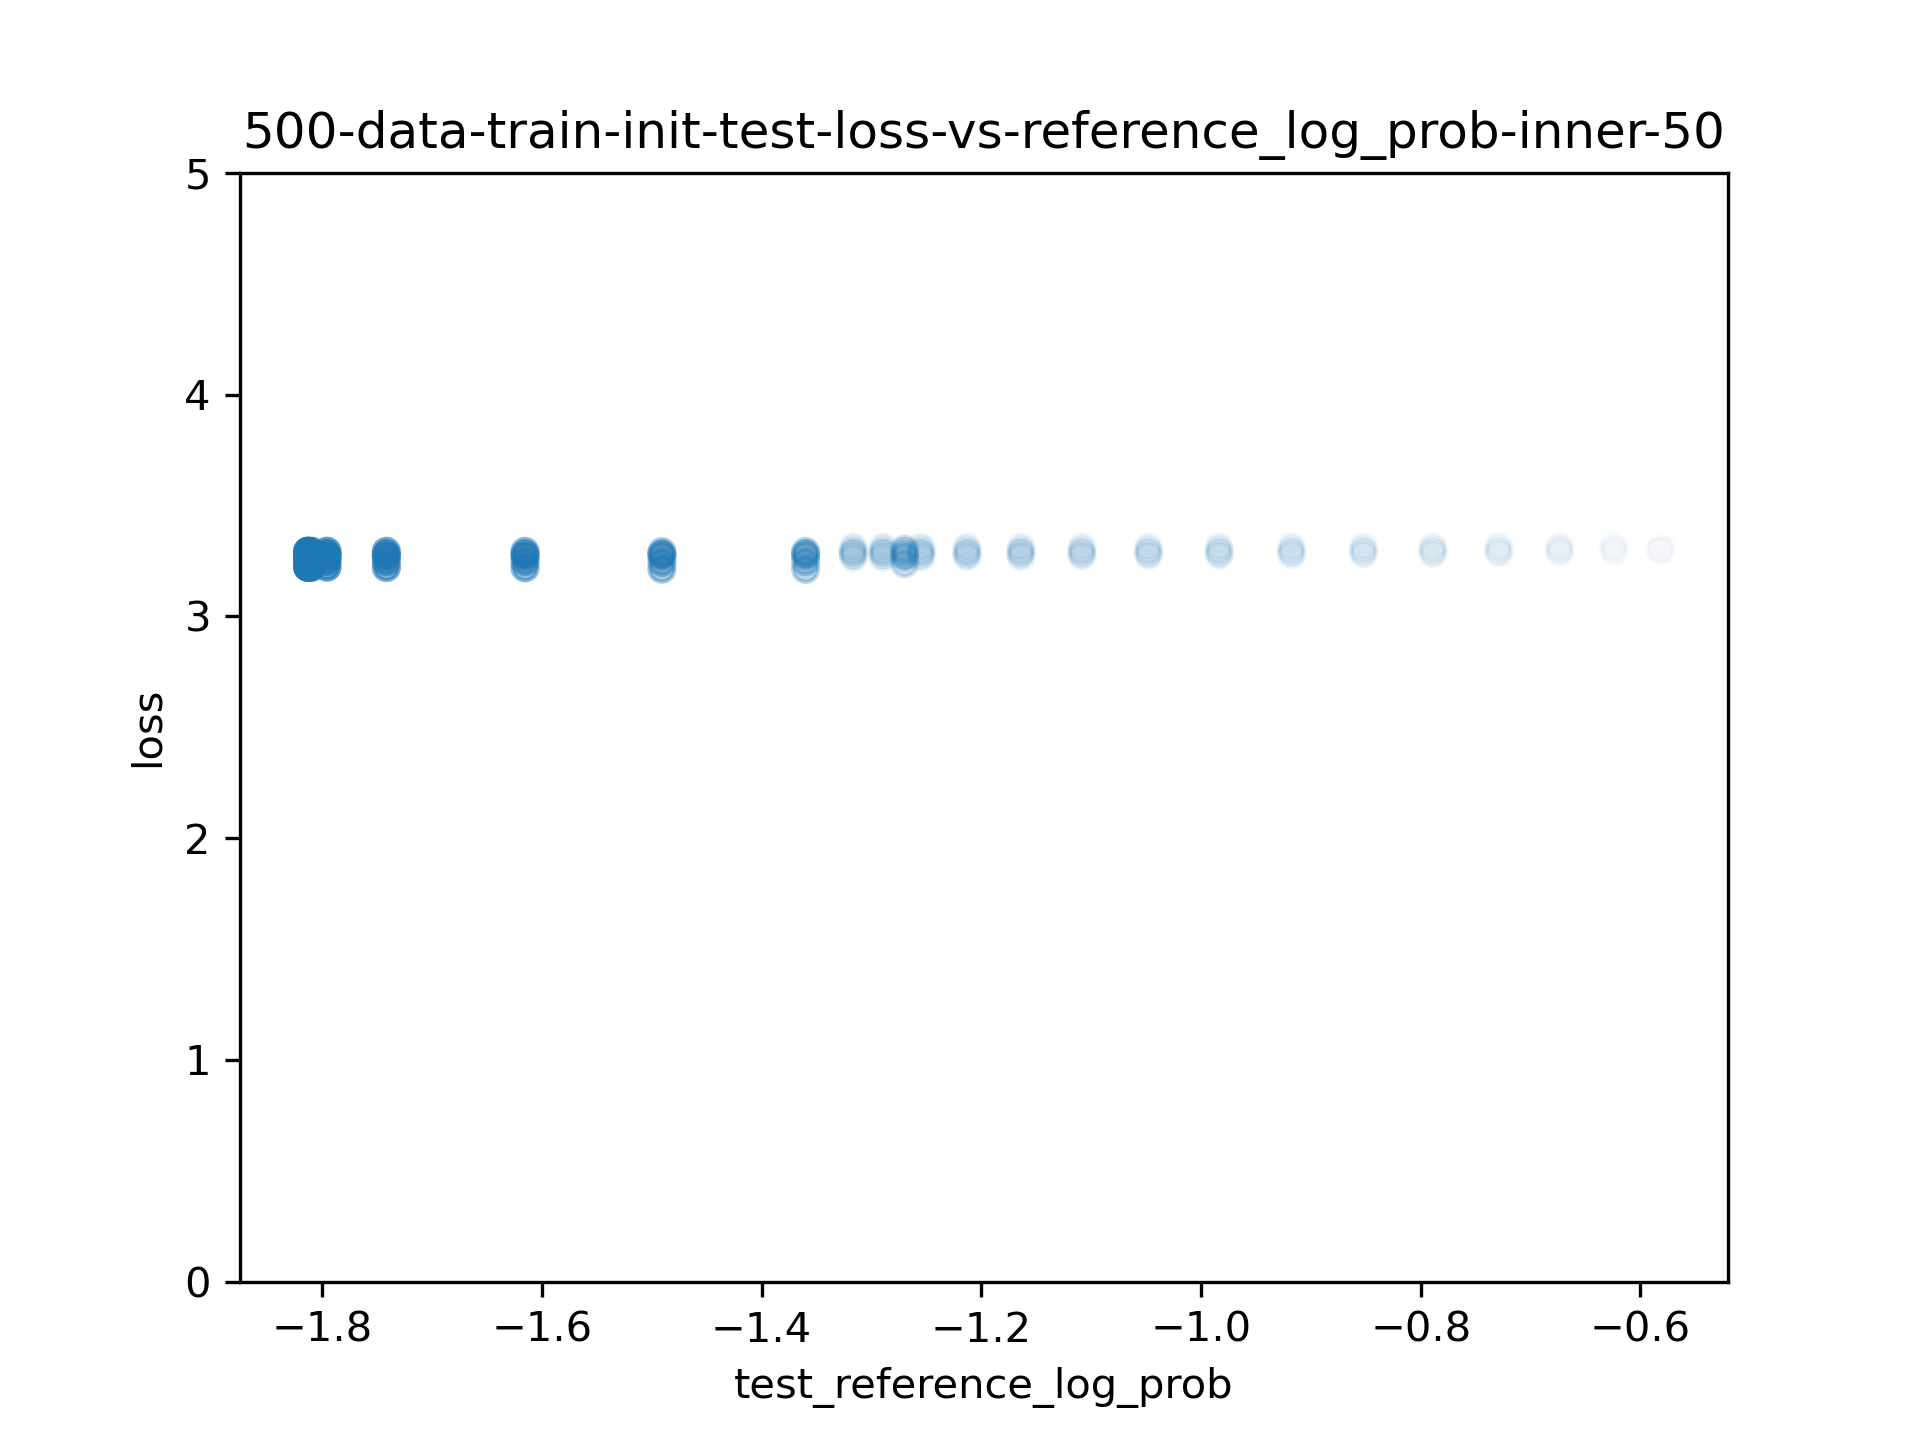 500-data-train-init-test-loss-vs-reference_log_prob-inner-50
5
4
3
2
1
0
loss
−1.8 −1.6 −1.4 −1.2 −1.0 −0.8 −0.6
test_reference_log_prob